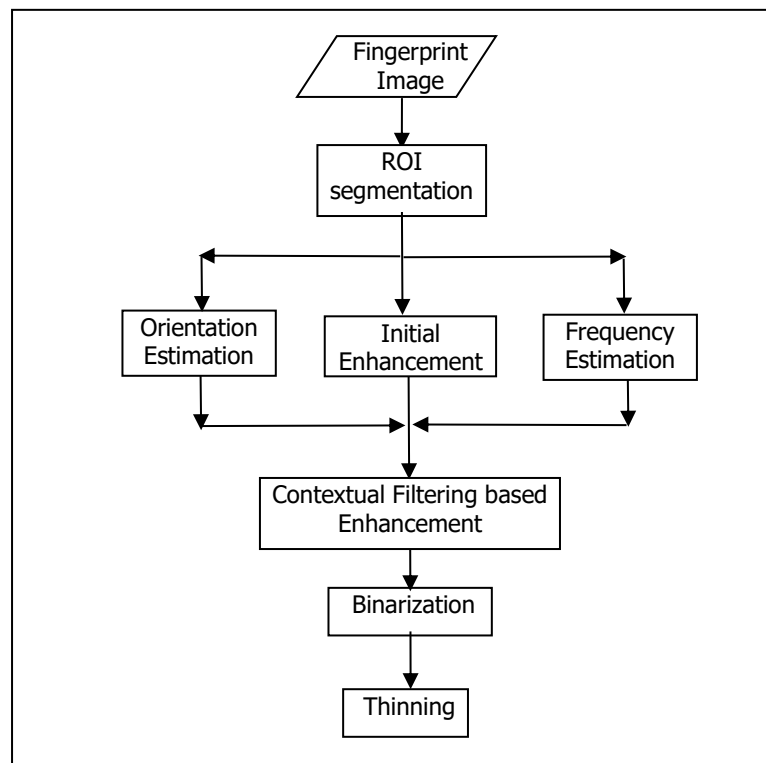 Fingerprint
Image
ROI
segmentation
Orientation
Estimation
Initial
Enhancement
Frequency
Estimation
Contextual Filtering based
Enhancement
Binarization
Thinning